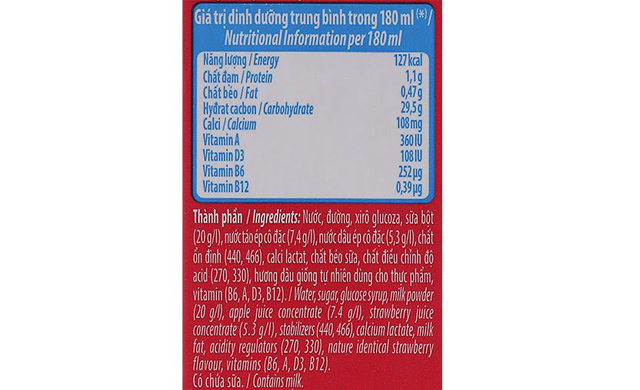 Giá trị dinh dưỡng trung bình trong 180 ml (*) /
Nutritional Information per 180 ml
Năng lượng / Energy 127 kcal
Chất đạm / Protein 1,1 g
Chất béo / Fat 0,47 g
Hyđrat cacbon / Carbohydrate 29,5 g
Calci / Calcium 108 mg
Vitamin A 360 IU
Vitamin D3 108 IU
Vitamin B6 252 µg
Vitamin B12 0,39 µg
Thành phần / Ingredients: Nước, đường, xirô glucoza, sữa bột
(20 g/l), nước táo ép cô đặc (7,4 g/l), nước dâu ép cô đặc (5,3 g/l), chất
ổn định (440, 466), calci lactat, chất béo sữa, chất điều chỉnh độ
acid (270, 330), hương dâu giống tự nhiên dùng cho thực phẩm,
vitamin (B6, A, D3, B12). / Water, sugar, glucose syrup, milk powder
(20 g/l), apple juice concentrate (7.4 g/l), strawberry juice
concentrate (5.3 g/l), stabilizers (440, 466), calcium lactate, milk
fat, acidity regulators (270, 330), nature identical strawberry
flavour, vitamins (B6, A, D3, B12).
Có chứa sữa. / Contains milk.